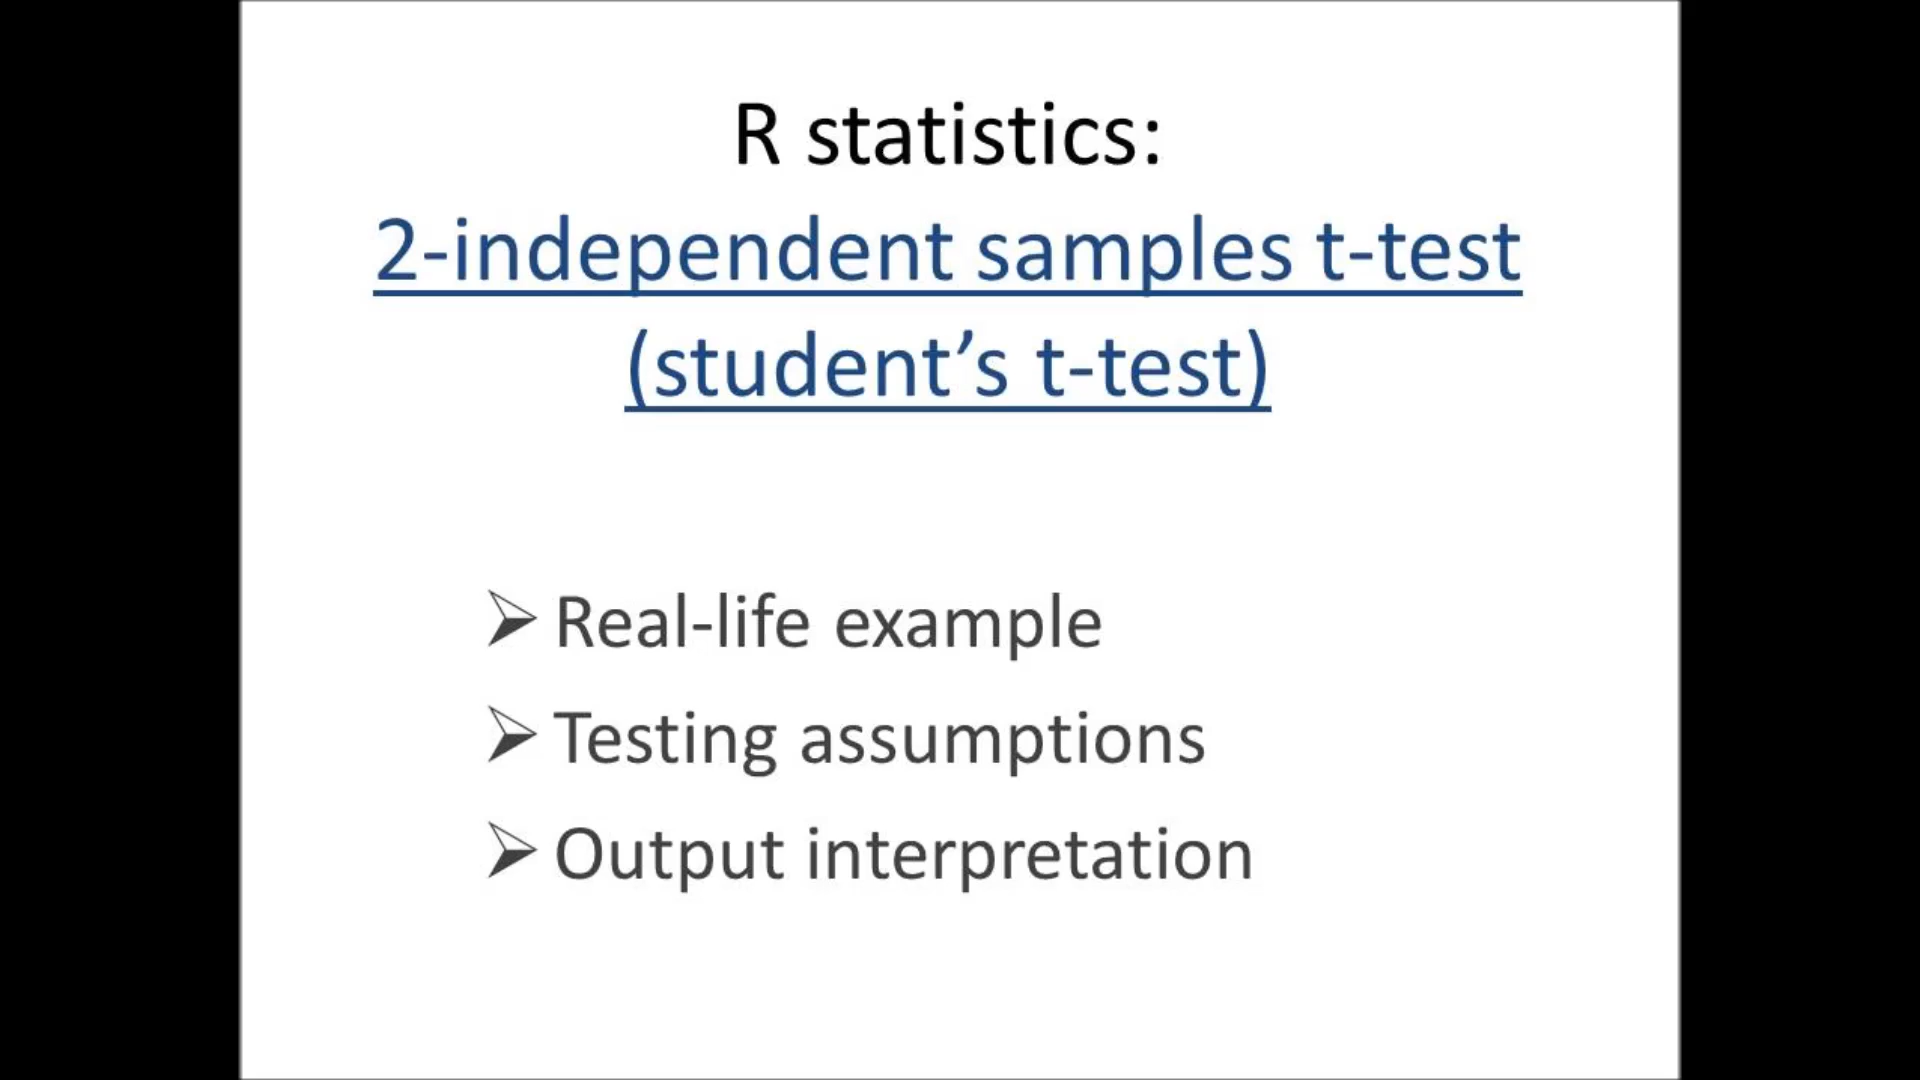 R statistics:
2-independent samples t-test
(student’s t-test)
Real-life example
Testing assumptions
Output interpretation